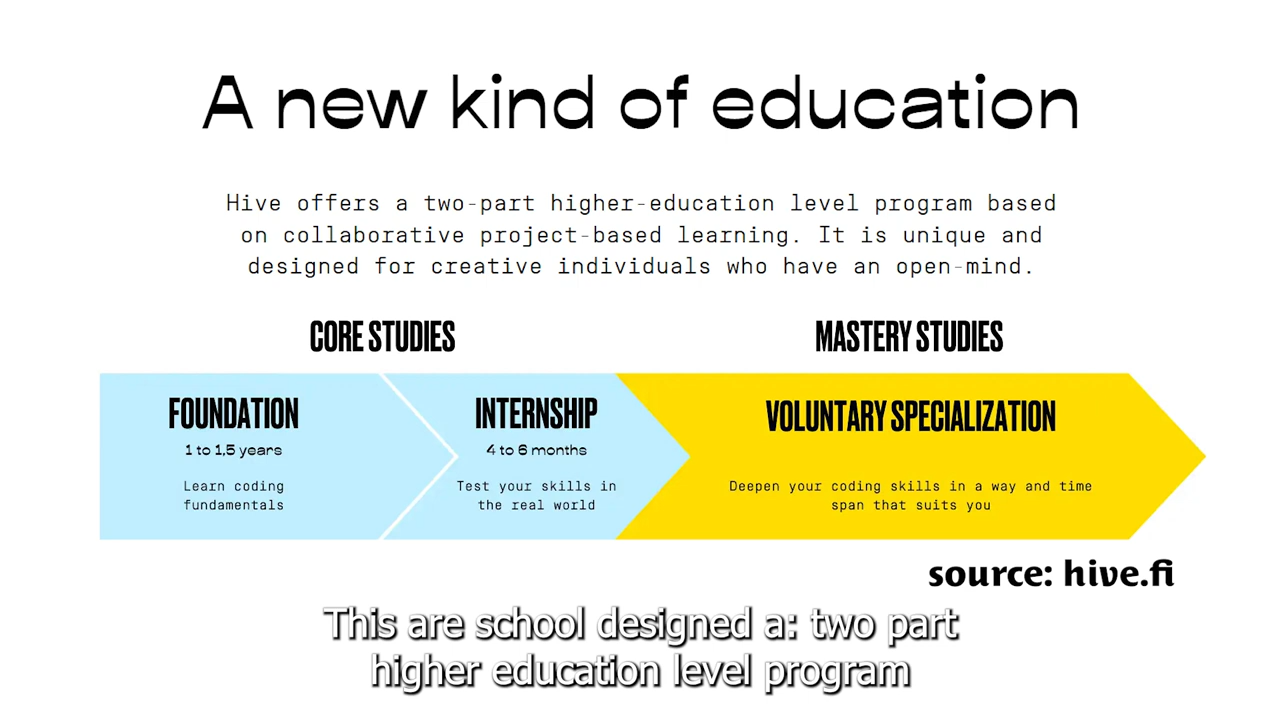 A new kind of education
Hive offers a two-part higher-education level program based
on collaborative project-based learning. It is unique and
designed for creative individuals who have an open-mind.
CORE STUDIES
MASTERY STUDIES
FOUNDATION
1 to 1,5 years
Learn coding
fundamentals
INTERNSHIP
4 to 6 months
Test your skills in
the real world
VOLUNTARY SPECIALIZATION
Deepen your coding skills in a way and time
span that suits you
source: hive.fi
This are school designed a: two part
higher education level program